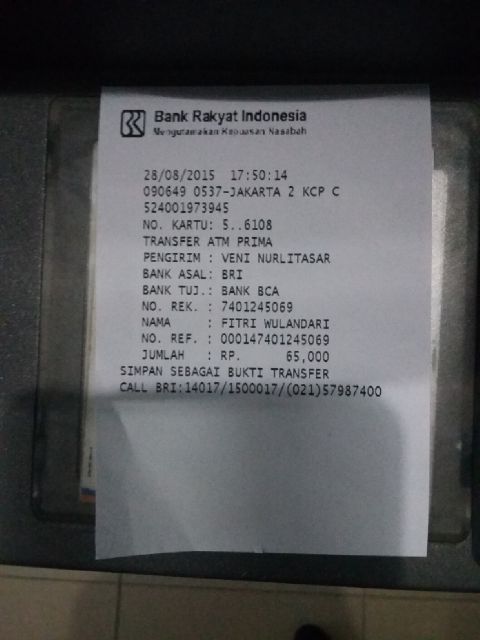 Bank Rakyat Indonesia
Mengutamakan Kepuasan Nasabah
28/08/2015 17:50:14
090649 0537-JAKARTA 2 KCP C
524001973945
NO. KARTU: 5..6108
TRANSFER ATM PRIMA
PENGIRIM : VENI NURLITASAR
BANK ASAL: BRI
BANK TUJ.: BANK BCA
NO. REK. : 7401245069
NAMA : FITRI WULANDARI
NO. REF. : 000147401245069
JUMLAH : RP. 65,000
SIMPAN SEBAGAI BUKTI TRANSFER
CALL BRI:14017/1500017/(021)57987400